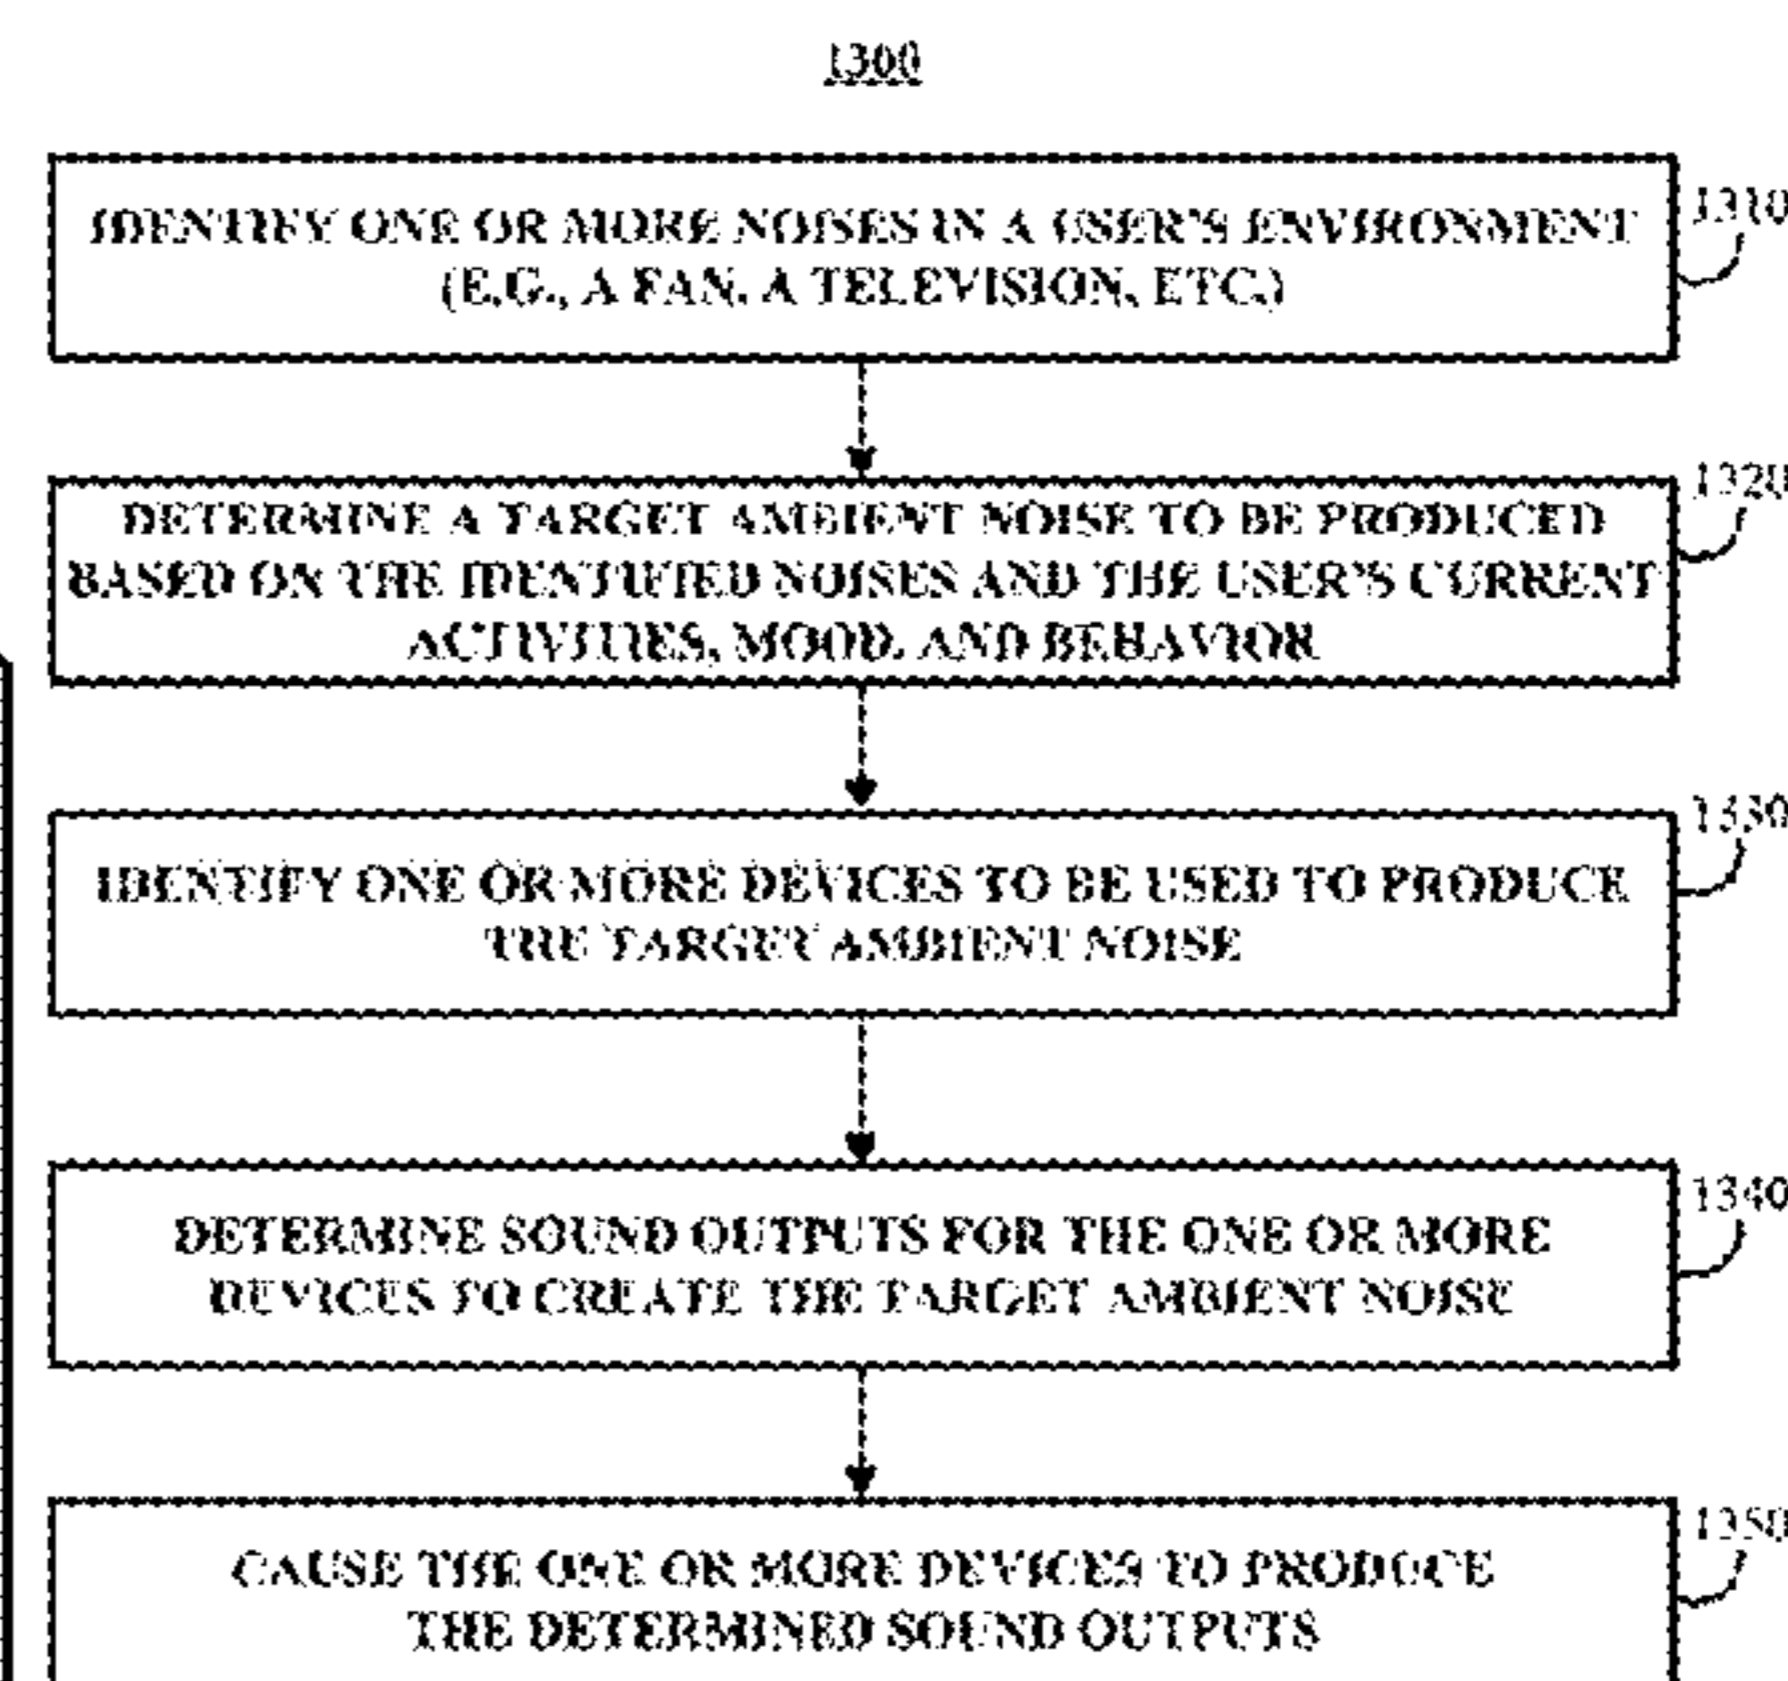 1300
1310
IDENTIFY ONE OR MORE NOISES IN A USER'S ENVIRONMENT
(E.G., A FAN, A TELEVISION, ETC.)
1320
DETERMINE A TARGET AMBIENT NOISE TO BE PRODUCED
BASED ON THE IDENTIFIED NOISES AND THE USER'S CURRENT
ACTIVITIES, MOOD, AND BEHAVIOR
1330
IDENTIFY ONE OR MORE DEVICES TO BE USED TO PRODUCE
THE TARGET AMBIENT NOISE
1340
DETERMINE SOUND OUTPUTS FOR THE ONE OR MORE
DEVICES TO CREATE THE TARGET AMBIENT NOISE
1350
CAUSE THE ONE OR MORE DEVICES TO PRODUCE
THE DETERMINED SOUND OUTPUTS